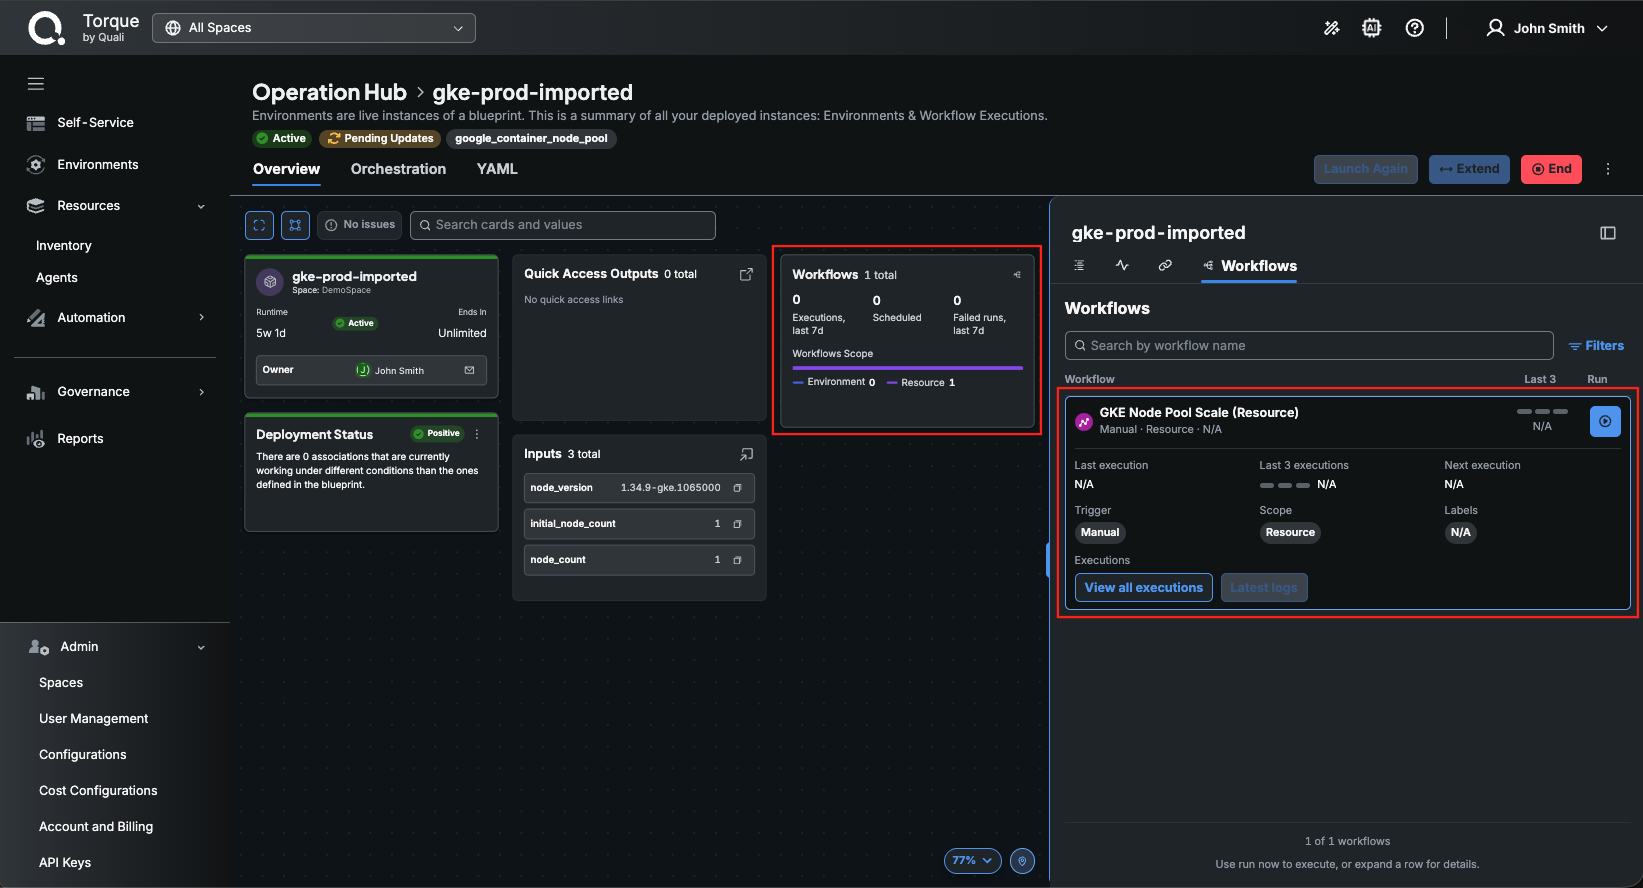 Torque
by Quali
All Spaces
AI
John Smith
Self-Service
Environments
Resources
Inventory
Agents
Automation
Governance
Reports
Admin
Spaces
User Management
Configurations
Cost Configurations
Account and Billing
API Keys
Operation Hub > gke-prod-imported
Environments are live instances of a blueprint. This is a summary of all your deployed instances: Environments & Workflow Executions.
Active Pending Updates google_container_node_pool
Overview Orchestration YAML
Launch Again Extend End
No issues Search cards and values
gke-prod-imported
Space: DemoSpace
Runtime Ends In
5w 1d Active Unlimited
Owner (J) John Smith
Deployment Status Positive
There are 0 associations that are currently
working under different conditions than the ones
defined in the blueprint.
Quick Access Outputs 0 total
No quick access links
Inputs 3 total
node_version 1.34.9-gke.1065000
initial_node_count 1
node_count 1
Workflows 1 total
0 0 0
Executions, Scheduled Failed runs,
last 7d last 7d
Workflows Scope
Environment 0 Resource 1
77%
gke-prod-imported
Workflows
Workflows
Search by workflow name Filters
Workflow Last 3 Run
GKE Node Pool Scale (Resource)
Manual · Resource · N/A N/A
Last execution Last 3 executions Next execution
N/A N/A N/A
Trigger Scope Labels
Manual Resource N/A
Executions
View all executions Latest logs
1 of 1 workflows
Use run now to execute, or expand a row for details.